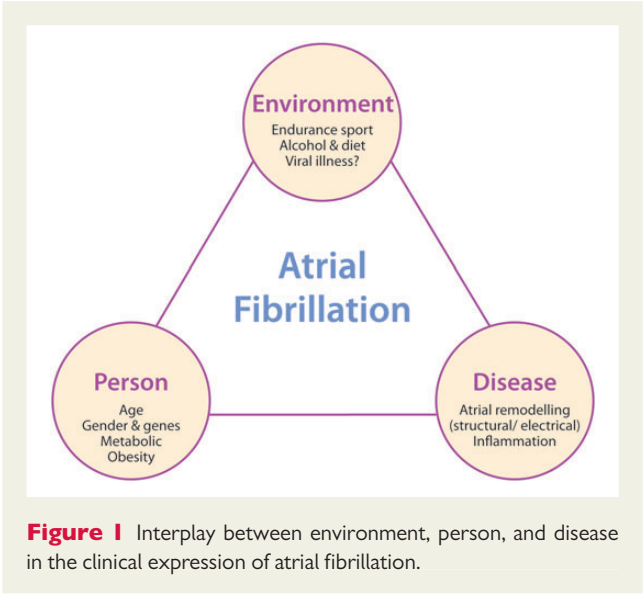 Environment
Endurance sport
Alcohol & diet
Viral illness?
Atrial
Fibrillation
Person
Age
Gender & genes
Metabolic
Obesity
Disease
Atrial remodelling
(structural/ electrical)
Inflammation
Figure 1 Interplay between environment, person, and disease
in the clinical expression of atrial fibrillation.